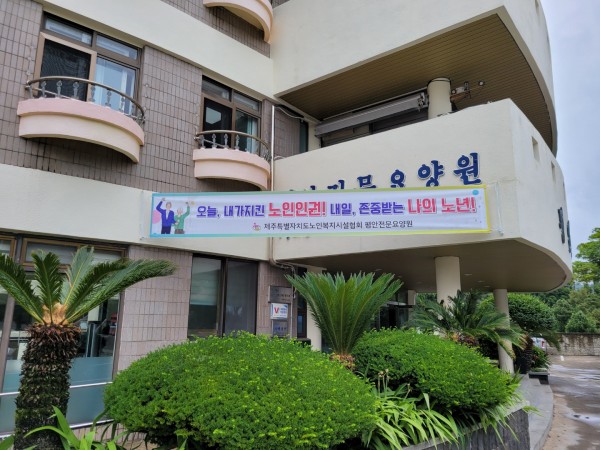 전문요양원
오늘, 내가지킨 노인인권! 내일, 존중받는 나의 노년!
제주특별자치도노인복지시설협회 평안전문요양원